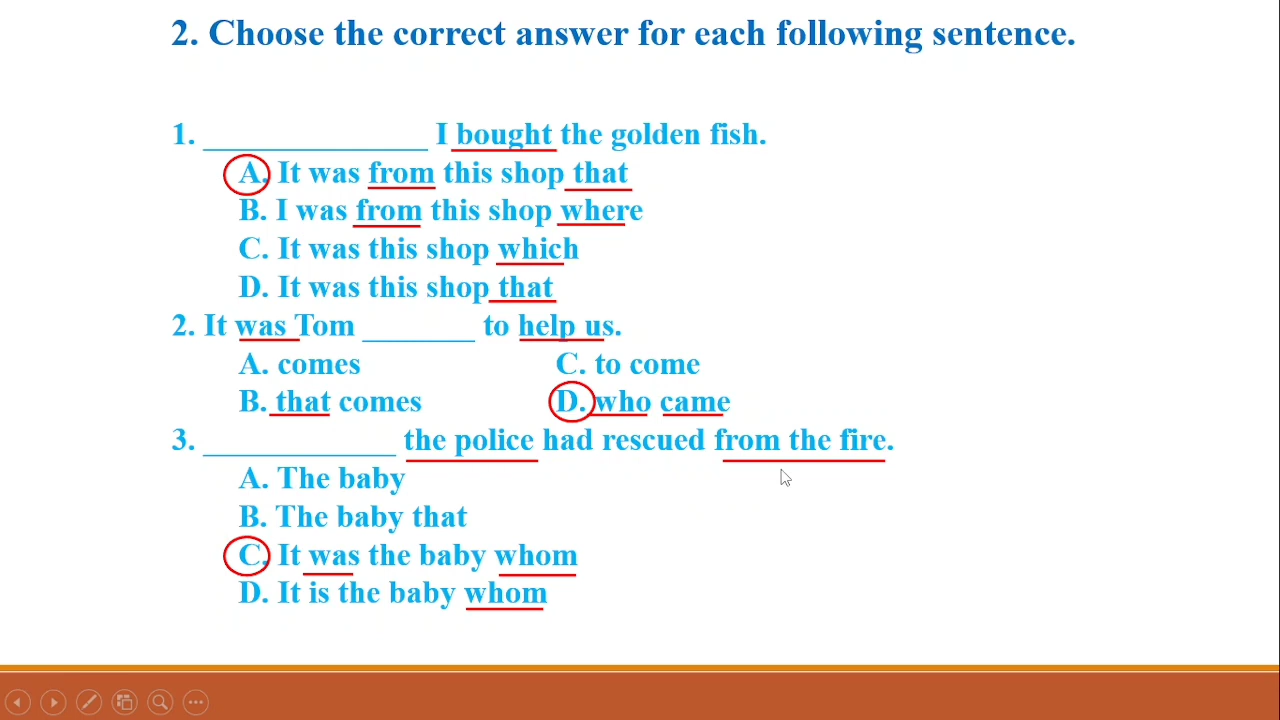 2. Choose the correct answer for each following sentence.
1. ______________ I bought the golden fish.
A. It was from this shop that
B. I was from this shop where
C. It was this shop which
D. It was this shop that
2. It was Tom _______ to help us.
A. comes C. to come
B. that comes D. who came
3. ____________ the police had rescued from the fire.
A. The baby
B. The baby that
C. It was the baby whom
D. It is the baby whom